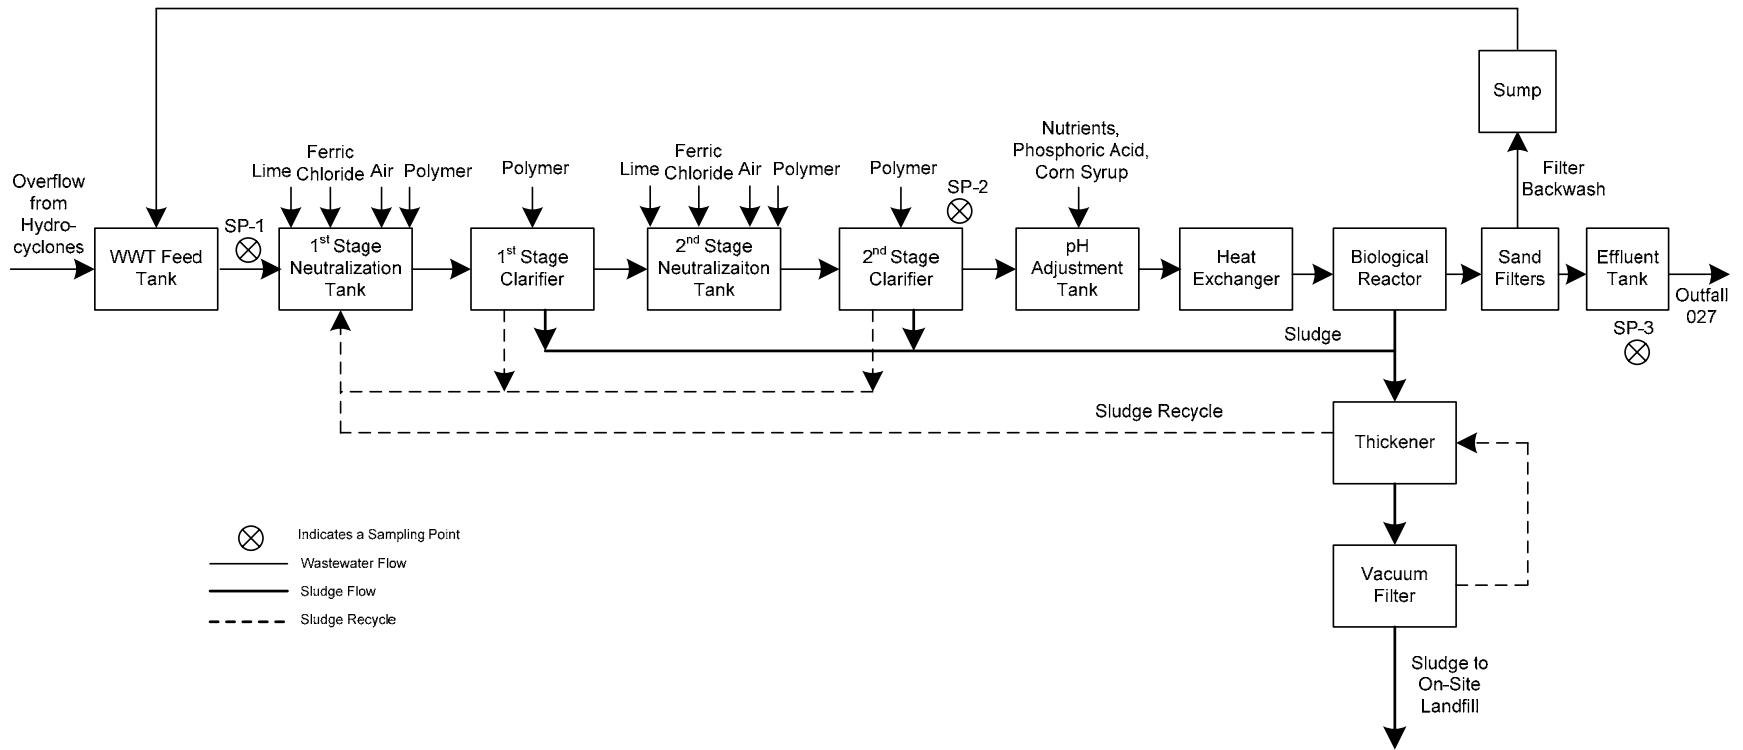 Sump
Filter
Backwash
Overflow
from
Hydro-
cyclones
WWT Feed
Tank
SP-1
Lime
Ferric
Chloride
Air
Polymer
1st Stage
Neutralization
Tank
Polymer
1st Stage
Clarifier
Lime
Ferric
Chloride
Air
Polymer
2nd Stage
Neutralizaiton
Tank
Polymer
2nd Stage
Clarifier
SP-2
Nutrients,
Phosphoric Acid,
Corn Syrup
pH
Adjustment
Tank
Heat
Exchanger
Biological
Reactor
Sand
Filters
Effluent
Tank
Outfall
027
SP-3
Sludge
Sludge Recycle
Thickener
Vacuum
Filter
Sludge to
On-Site
Landfill
Indicates a Sampling Point
Wastewater Flow
Sludge Flow
Sludge Recycle